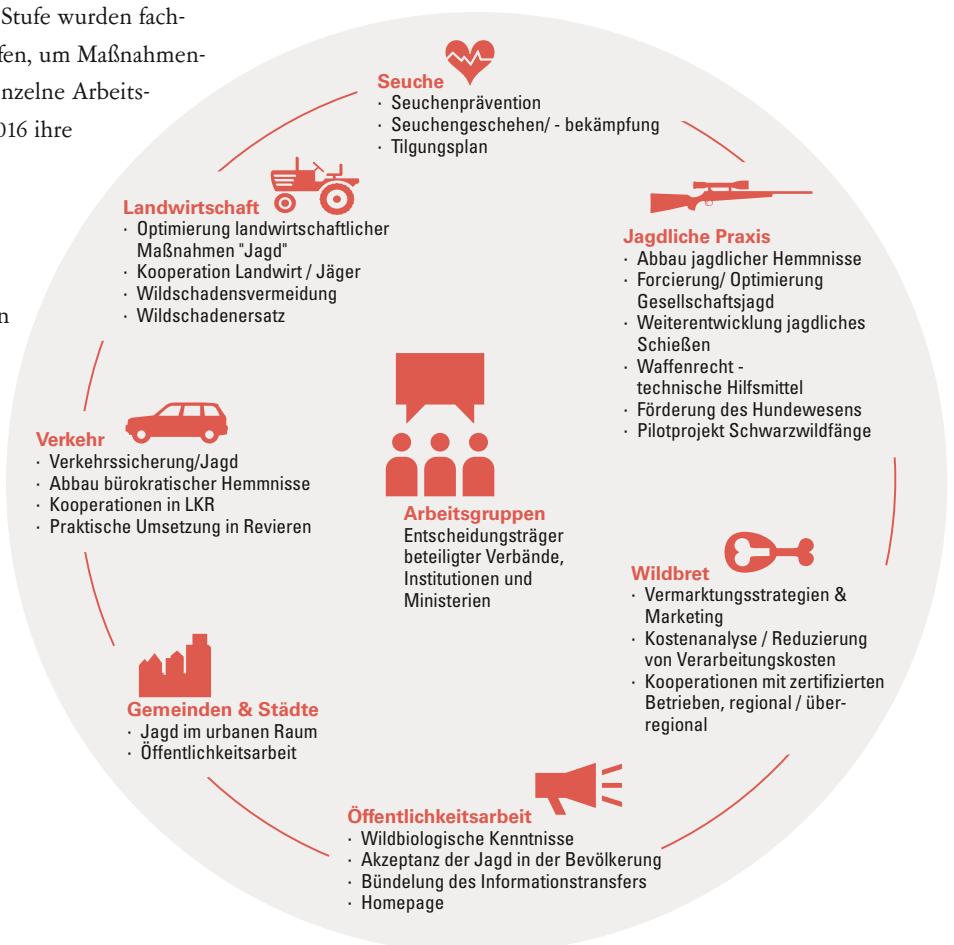 Stufe wurden fach-
fen, um Maßnahmen-
nzelne Arbeits-
016 ihre
n
Seuche
· Seuchenprävention
· Seuchengeschehen/ - bekämpfung
· Tilgungsplan
Jagdliche Praxis
· Abbau jagdlicher Hemmnisse
· Forcierung/ Optimierung
Gesellschaftsjagd
· Weiterentwicklung jagdliches
Schießen
· Waffenrecht -
technische Hilfsmittel
· Förderung des Hundewesens
· Pilotprojekt Schwarzwildfänge
Wildbret
· Vermarktungsstrategien &
Marketing
· Kostenanalyse / Reduzierung
von Verarbeitungskosten
· Kooperationen mit zertifizierten
Betrieben, regional / über-
regional
Öffentlichkeitsarbeit
· Wildbiologische Kenntnisse
· Akzeptanz der Jagd in der Bevölkerung
· Bündelung des Informationstransfers
· Homepage
Gemeinden & Städte
· Jagd im urbanen Raum
· Öffentlichkeitsarbeit
Verkehr
· Verkehrssicherung/Jagd
· Abbau bürokratischer Hemmnisse
· Kooperationen in LKR
· Praktische Umsetzung in Revieren
Landwirtschaft
· Optimierung landwirtschaftlicher
Maßnahmen "Jagd"
· Kooperation Landwirt / Jäger
· Wildschadensvermeidung
· Wildschadenersatz
Arbeitsgruppen
Entscheidungsträger
beteiligter Verbände,
Institutionen und
Ministerien